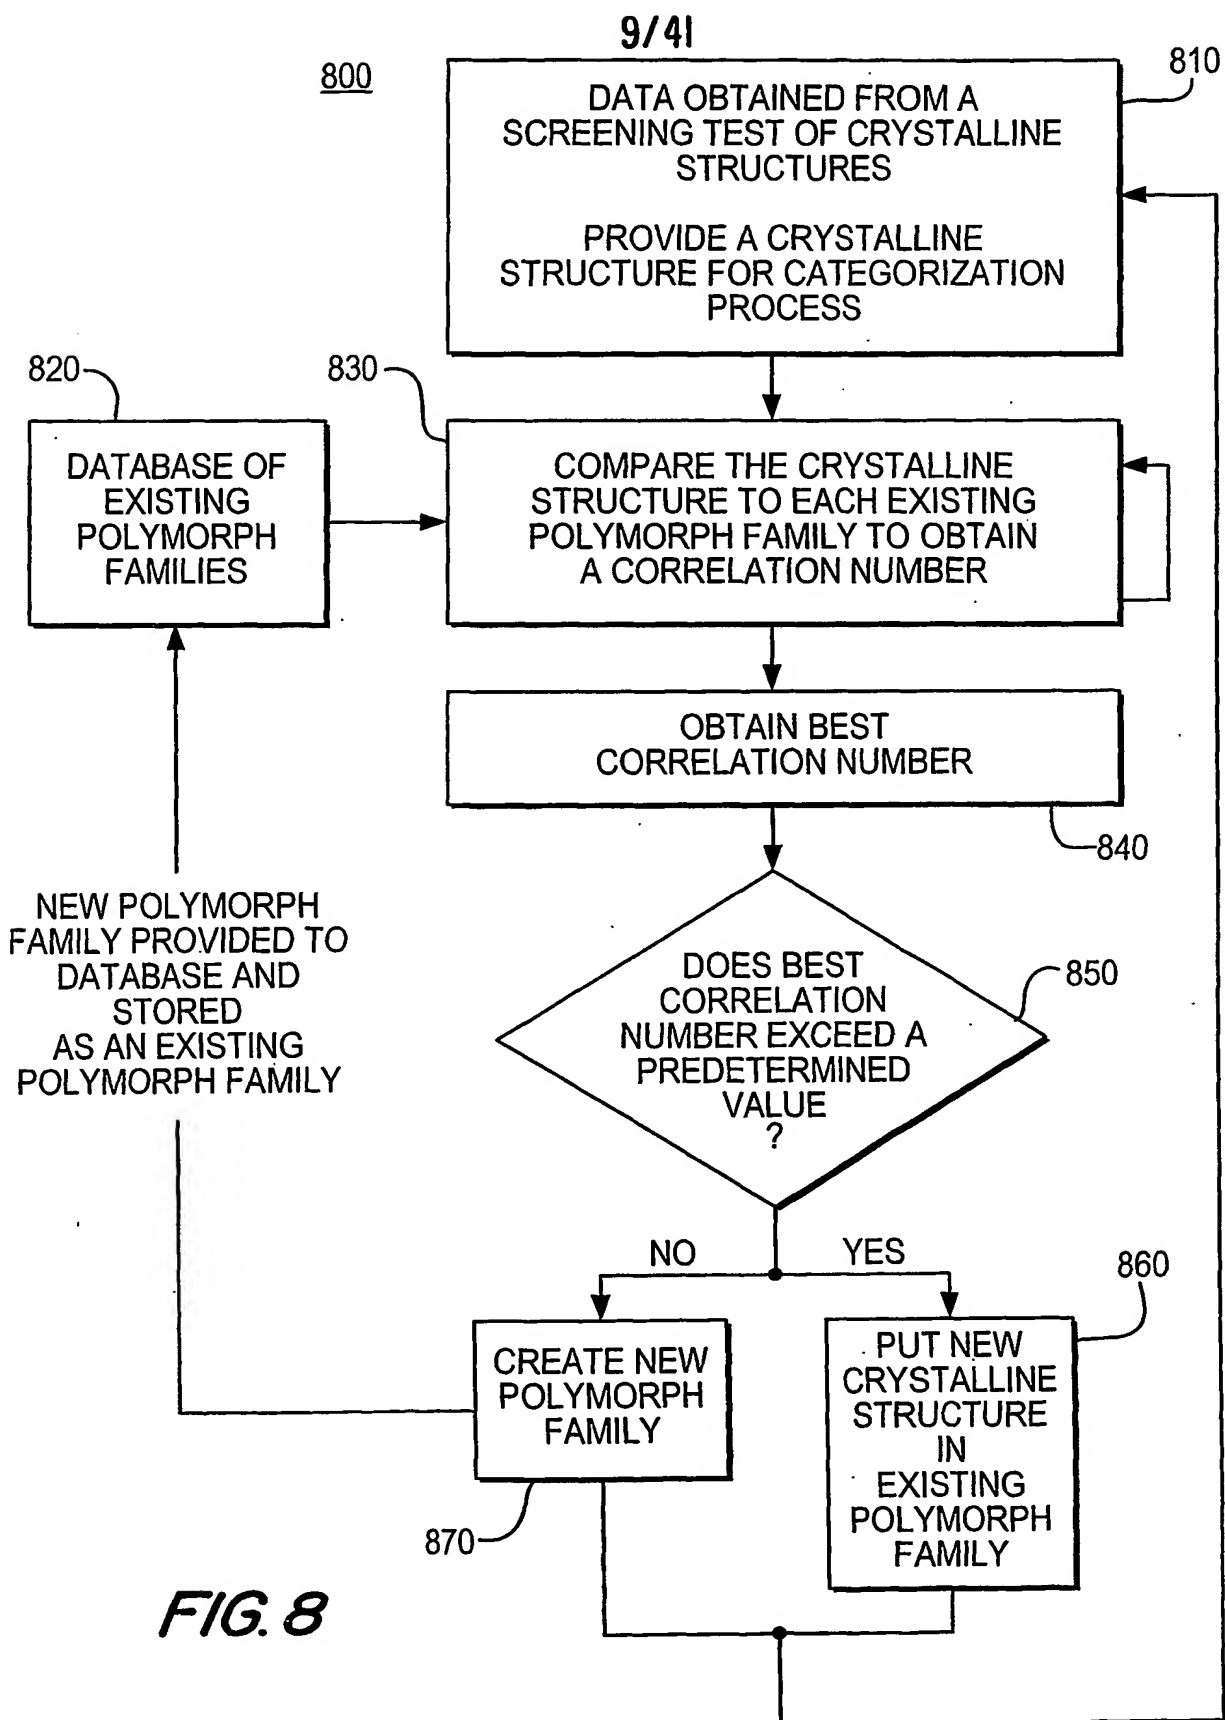 9/41
800
810
DATA OBTAINED FROM A
SCREENING TEST OF CRYSTALLINE
STRUCTURES
PROVIDE A CRYSTALLINE
STRUCTURE FOR CATEGORIZATION
PROCESS
820
830
DATABASE OF
EXISTING
POLYMORPH
FAMILIES
COMPARE THE CRYSTALLINE
STRUCTURE TO EACH EXISTING
POLYMORPH FAMILY TO OBTAIN
A CORRELATION NUMBER
OBTAIN BEST
CORRELATION NUMBER
840
NEW POLYMORPH
FAMILY PROVIDED TO
DATABASE AND
STORED
AS AN EXISTING
POLYMORPH FAMILY
DOES BEST
CORRELATION
NUMBER EXCEED A
PREDETERMINED
VALUE
?
850
NO
YES
860
CREATE NEW
POLYMORPH
FAMILY
870
PUT NEW
CRYSTALLINE
STRUCTURE
IN
EXISTING
POLYMORPH
FAMILY
FIG. 8